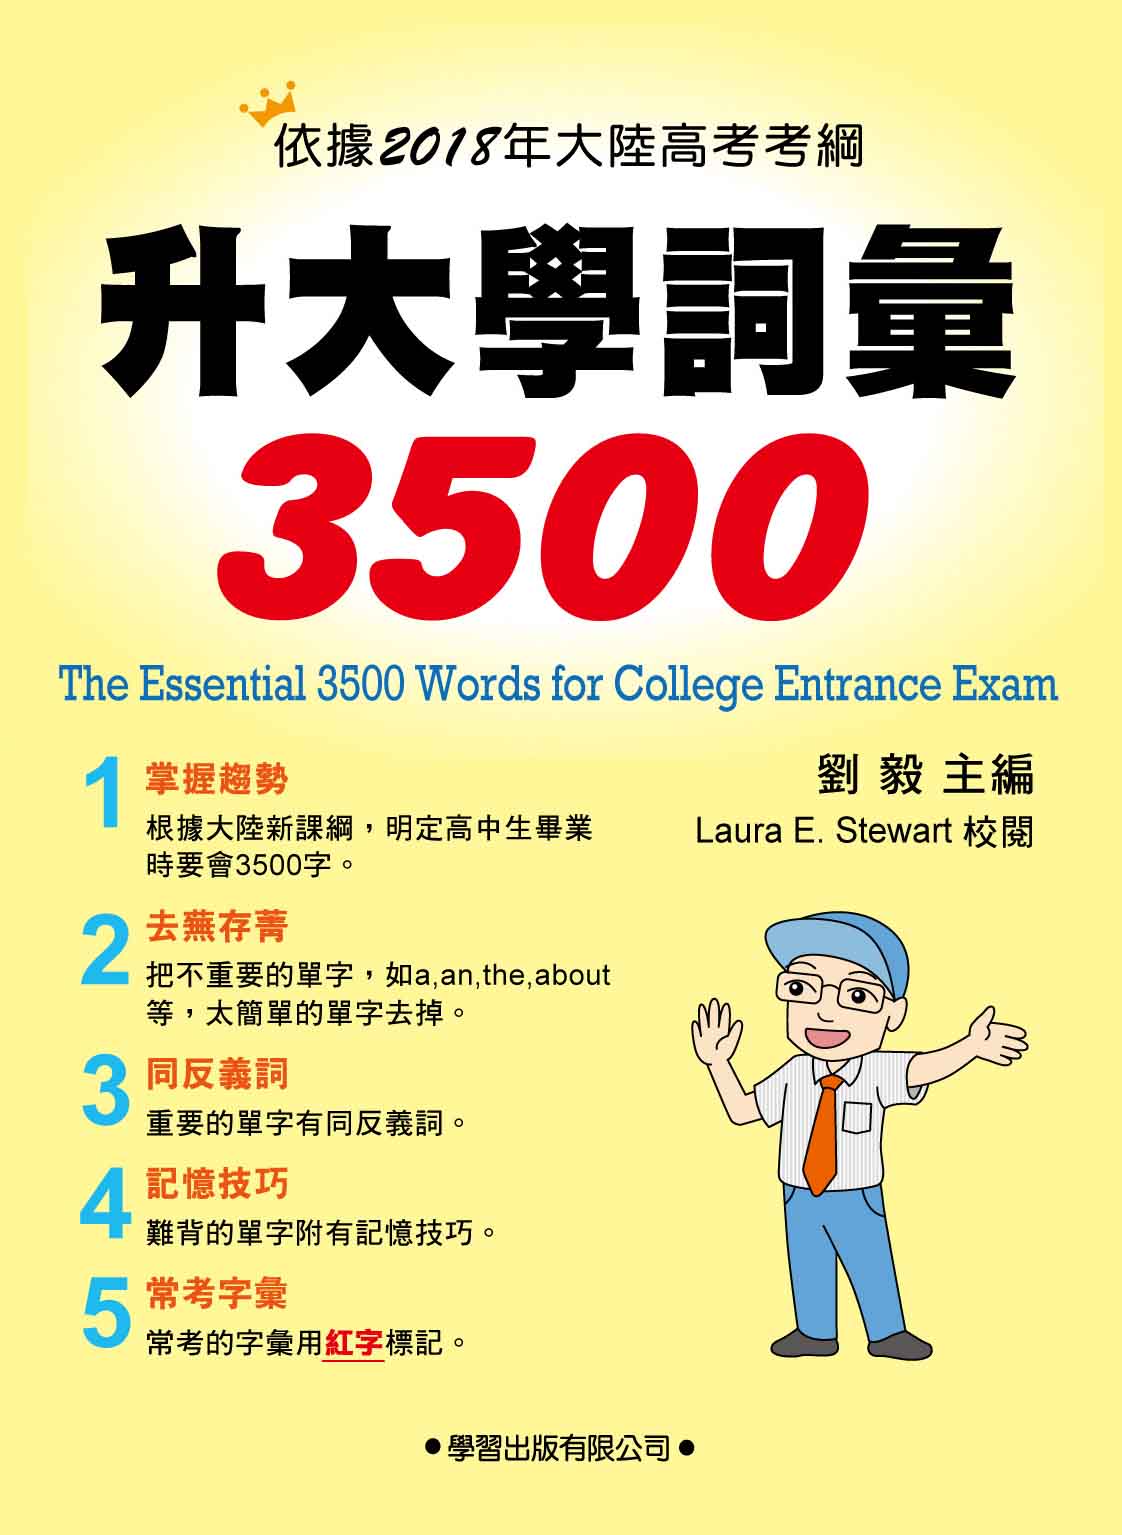 依據2018年大陸高考考綱
升大學詞彙
3500
The Essential 3500 Words for College Entrance Exam
劉 毅 主編
Laura E. Stewart 校閱
1 掌握趨勢
根據大陸新課綱，明定高中生畢業
時要會3500字。
2 去蕪存菁
把不重要的單字，如a,an,the,about
等，太簡單的單字去掉。
3 同反義詞
重要的單字有同反義詞。
4 記憶技巧
難背的單字附有記憶技巧。
5 常考字彙
常考的字彙用紅字標記。
●學習出版有限公司●